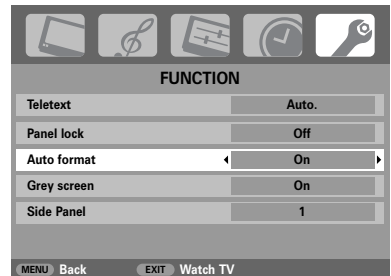 FUNCTION
Teletext Auto.
Panel lock Off
Auto format On
Grey screen On
Side Panel 1
MENU Back EXIT Watch TV